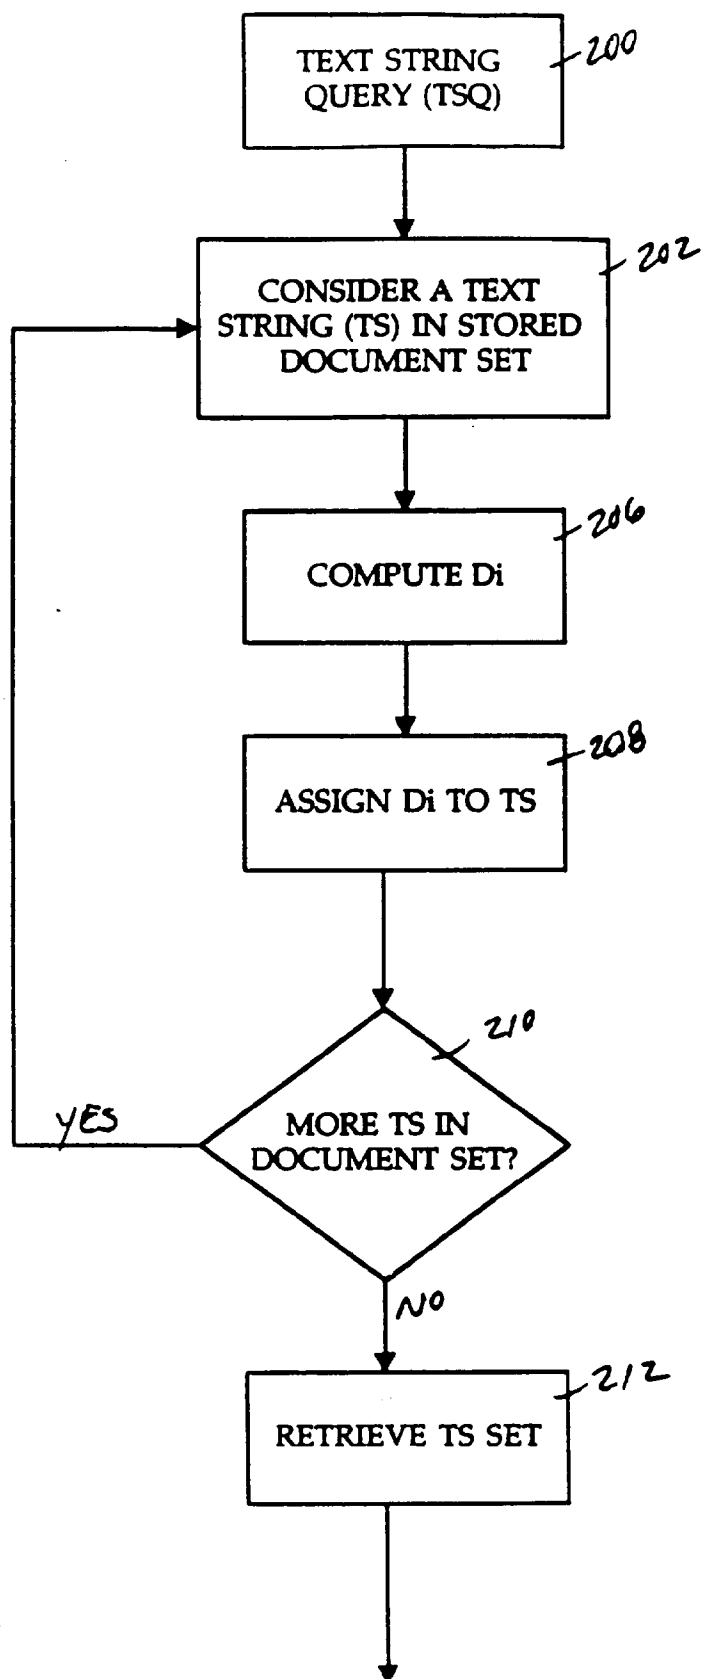 TEXT STRING
QUERY (TSQ)
200
CONSIDER A TEXT
STRING (TS) IN STORED
DOCUMENT SET
202
COMPUTE Di
206
ASSIGN Di TO TS
208
210
MORE TS IN
DOCUMENT SET?
YES
NO
RETRIEVE TS SET
212